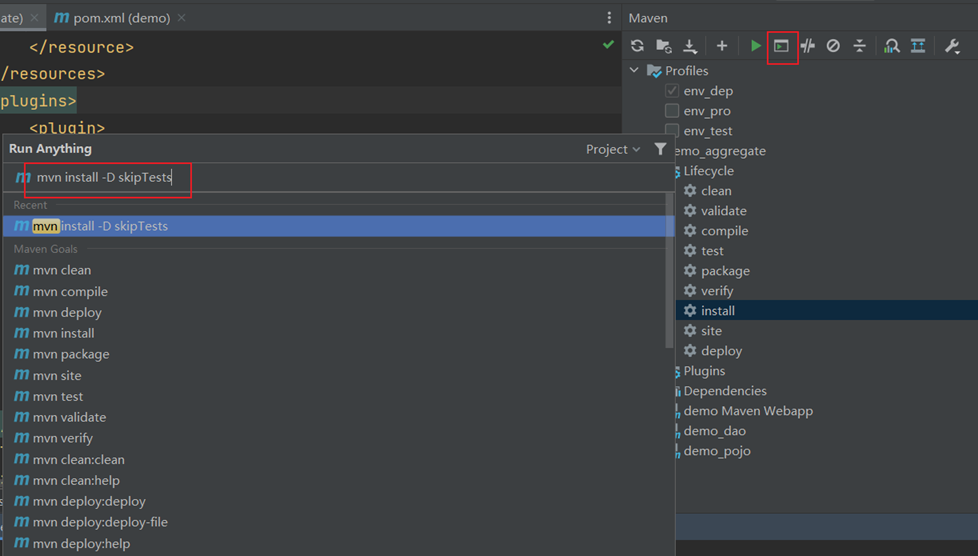 ate)
pom.xml (demo)
</resource>
/resources>
plugins>
<plugin>
Run Anything
Project
mvn install -D skipTests
Recent
mvn install -D skipTests
Maven Goals
mvn clean
mvn compile
mvn deploy
mvn install
mvn package
mvn site
mvn test
mvn validate
mvn verify
mvn clean:clean
mvn clean:help
mvn deploy:deploy
mvn deploy:deploy-file
mvn deploy:help
Maven
Profiles
env_dep
env_pro
env_test
emo_aggregate
Lifecycle
clean
validate
compile
test
package
verify
install
site
deploy
Plugins
Dependencies
demo Maven Webapp
demo_dao
demo_pojo